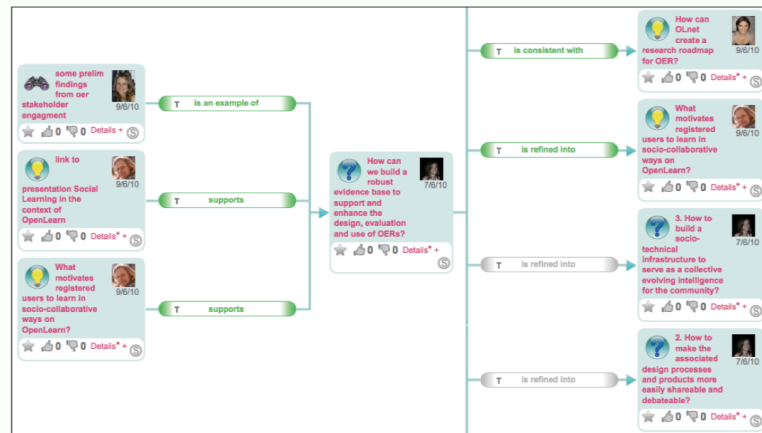 some prelim
findings
from oer
stakeholder
engagment
9/6/10
0 0 Details +
T is an example of
link to
presentation Social
Learning in the
context of
OpenLearn
9/6/10
0 0 Details* +
T supports
What
motivates
registered
users to learn in
socio-collaborative
ways on
OpenLearn?
9/6/10
0 0 Details* +
T supports
How can
we build a
robust
evidence base to
support and
enhance the
design, evaluation
and use of OERs?
7/6/10
0 0 Details* +
T is consistent with
How can
OLnet
create a
research roadmap
for OER?
9/6/10
0 0 Details* +
T is refined into
What
motivates
registered
users to learn in
socio-collaborative
ways on
OpenLearn?
9/6/10
0 0 Details* +
T is refined into
3. How to
build a
socio-
technical
infrastructure to
serve as a collective
evolving intelligence
for the community?
7/6/10
0 0 Details* +
T is refined into
2. How to
make the
associated
design processes
and products more
easily shareable and
debateable?
7/6/10
0 0 Details* +